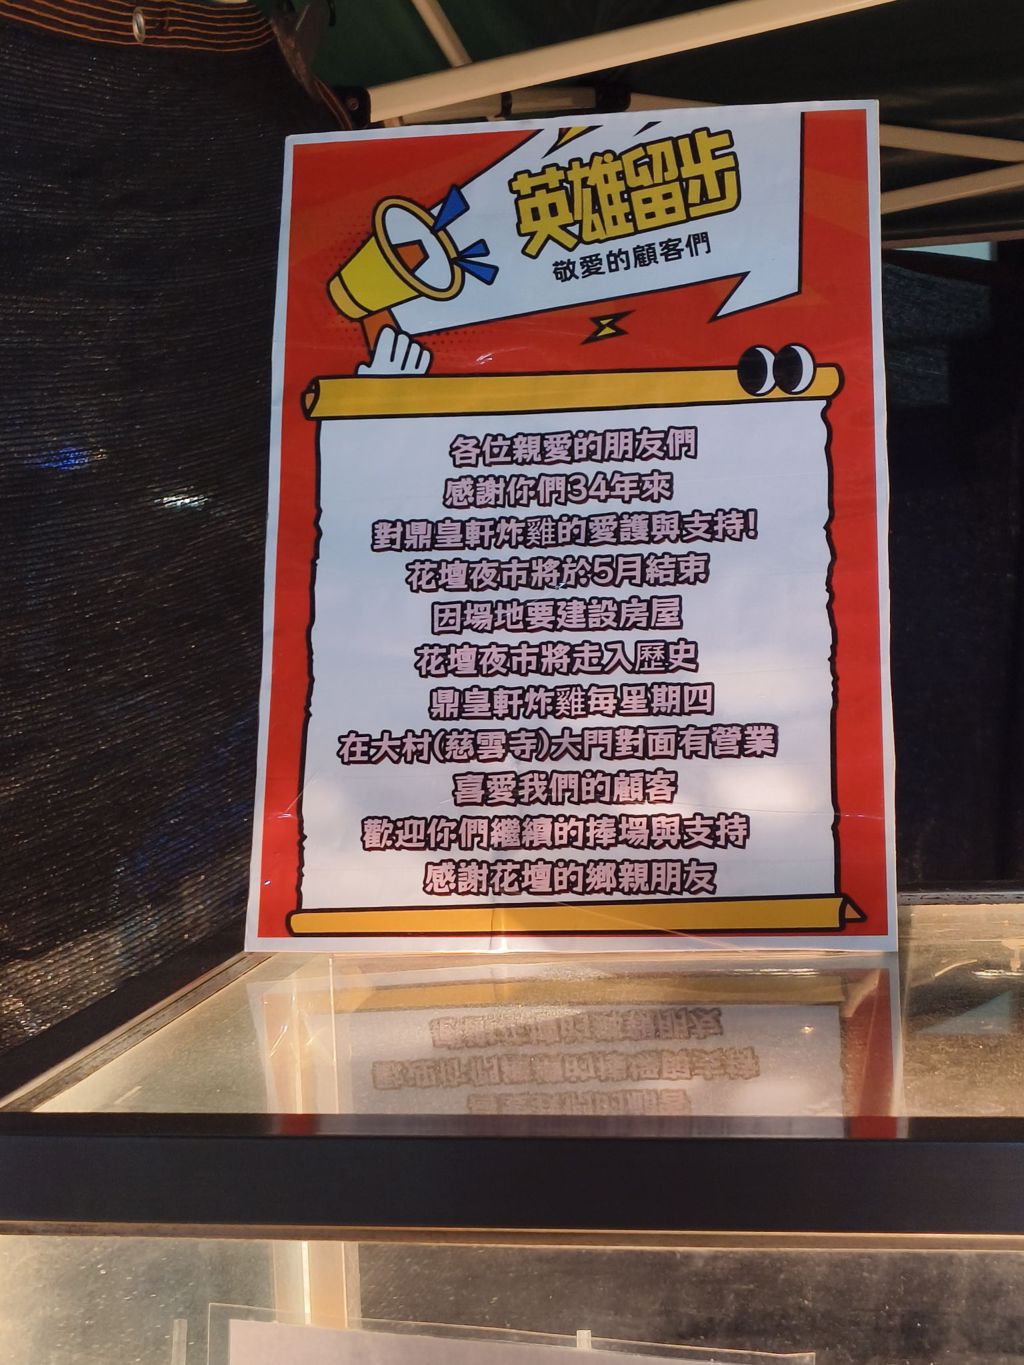 英雄留步
敬愛的顧客們
各位親愛的朋友們
感謝你們34年來
對鼎皇軒炸雞的愛護與支持!
花壇夜市將於5月結束
因場地要建設房屋
花壇夜市將走入歷史
鼎皇軒炸雞每星期四
在大村(慈雲寺)大門對面有營業
喜愛我們的顧客
歡迎你們繼續的捧場與支持
感謝花壇的鄉親朋友